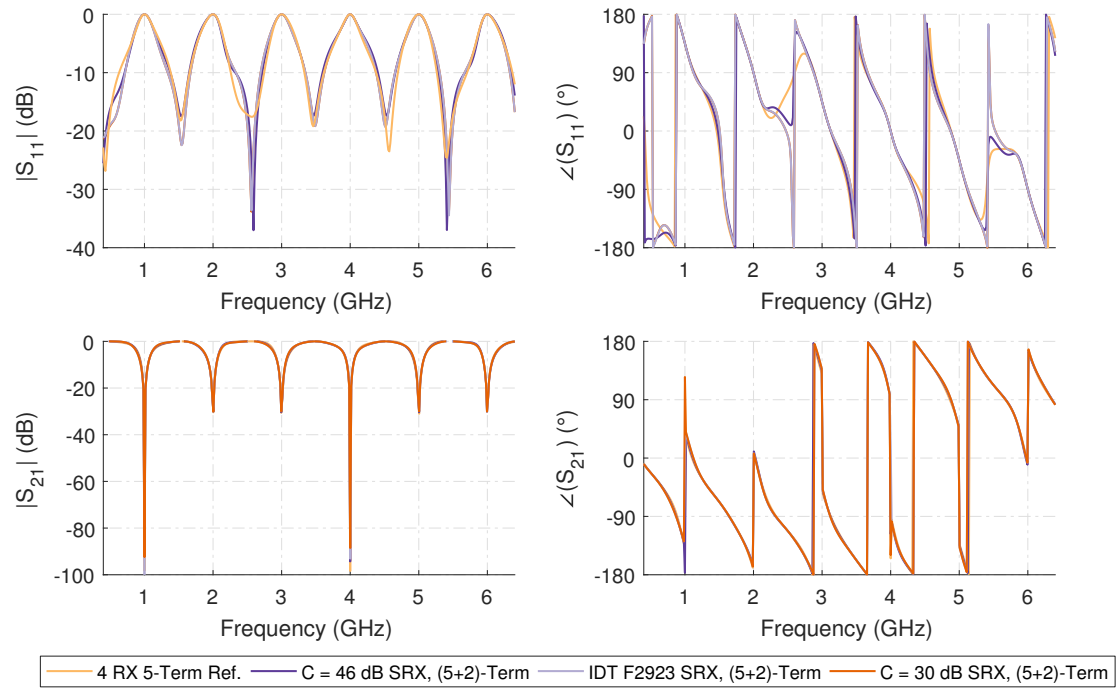 0
-10
-20
-30
-40
|S11| (dB)
1 2 3 4 5 6
Frequency (GHz)
180
90
0
-90
-180
∠(S11) (°)
1 2 3 4 5 6
Frequency (GHz)
0
-20
-40
-60
-80
-100
|S21| (dB)
1 2 3 4 5 6
Frequency (GHz)
180
90
0
-90
-180
∠(S21) (°)
1 2 3 4 5 6
Frequency (GHz)
4 RX 5-Term Ref. C = 46 dB SRX, (5+2)-Term IDT F2923 SRX, (5+2)-Term C = 30 dB SRX, (5+2)-Term